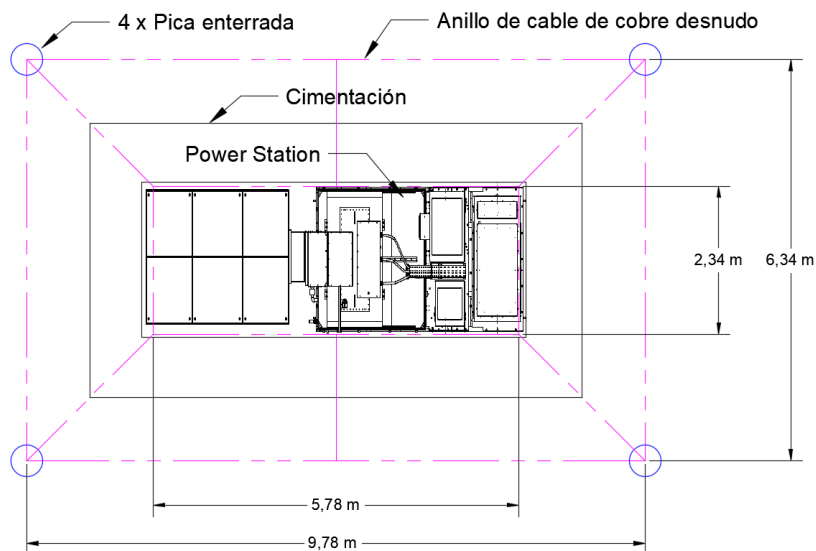 4 x Pica enterrada
Anillo de cable de cobre desnudo
Cimentación
Power Station
2,34 m
6,34 m
5,78 m
9,78 m